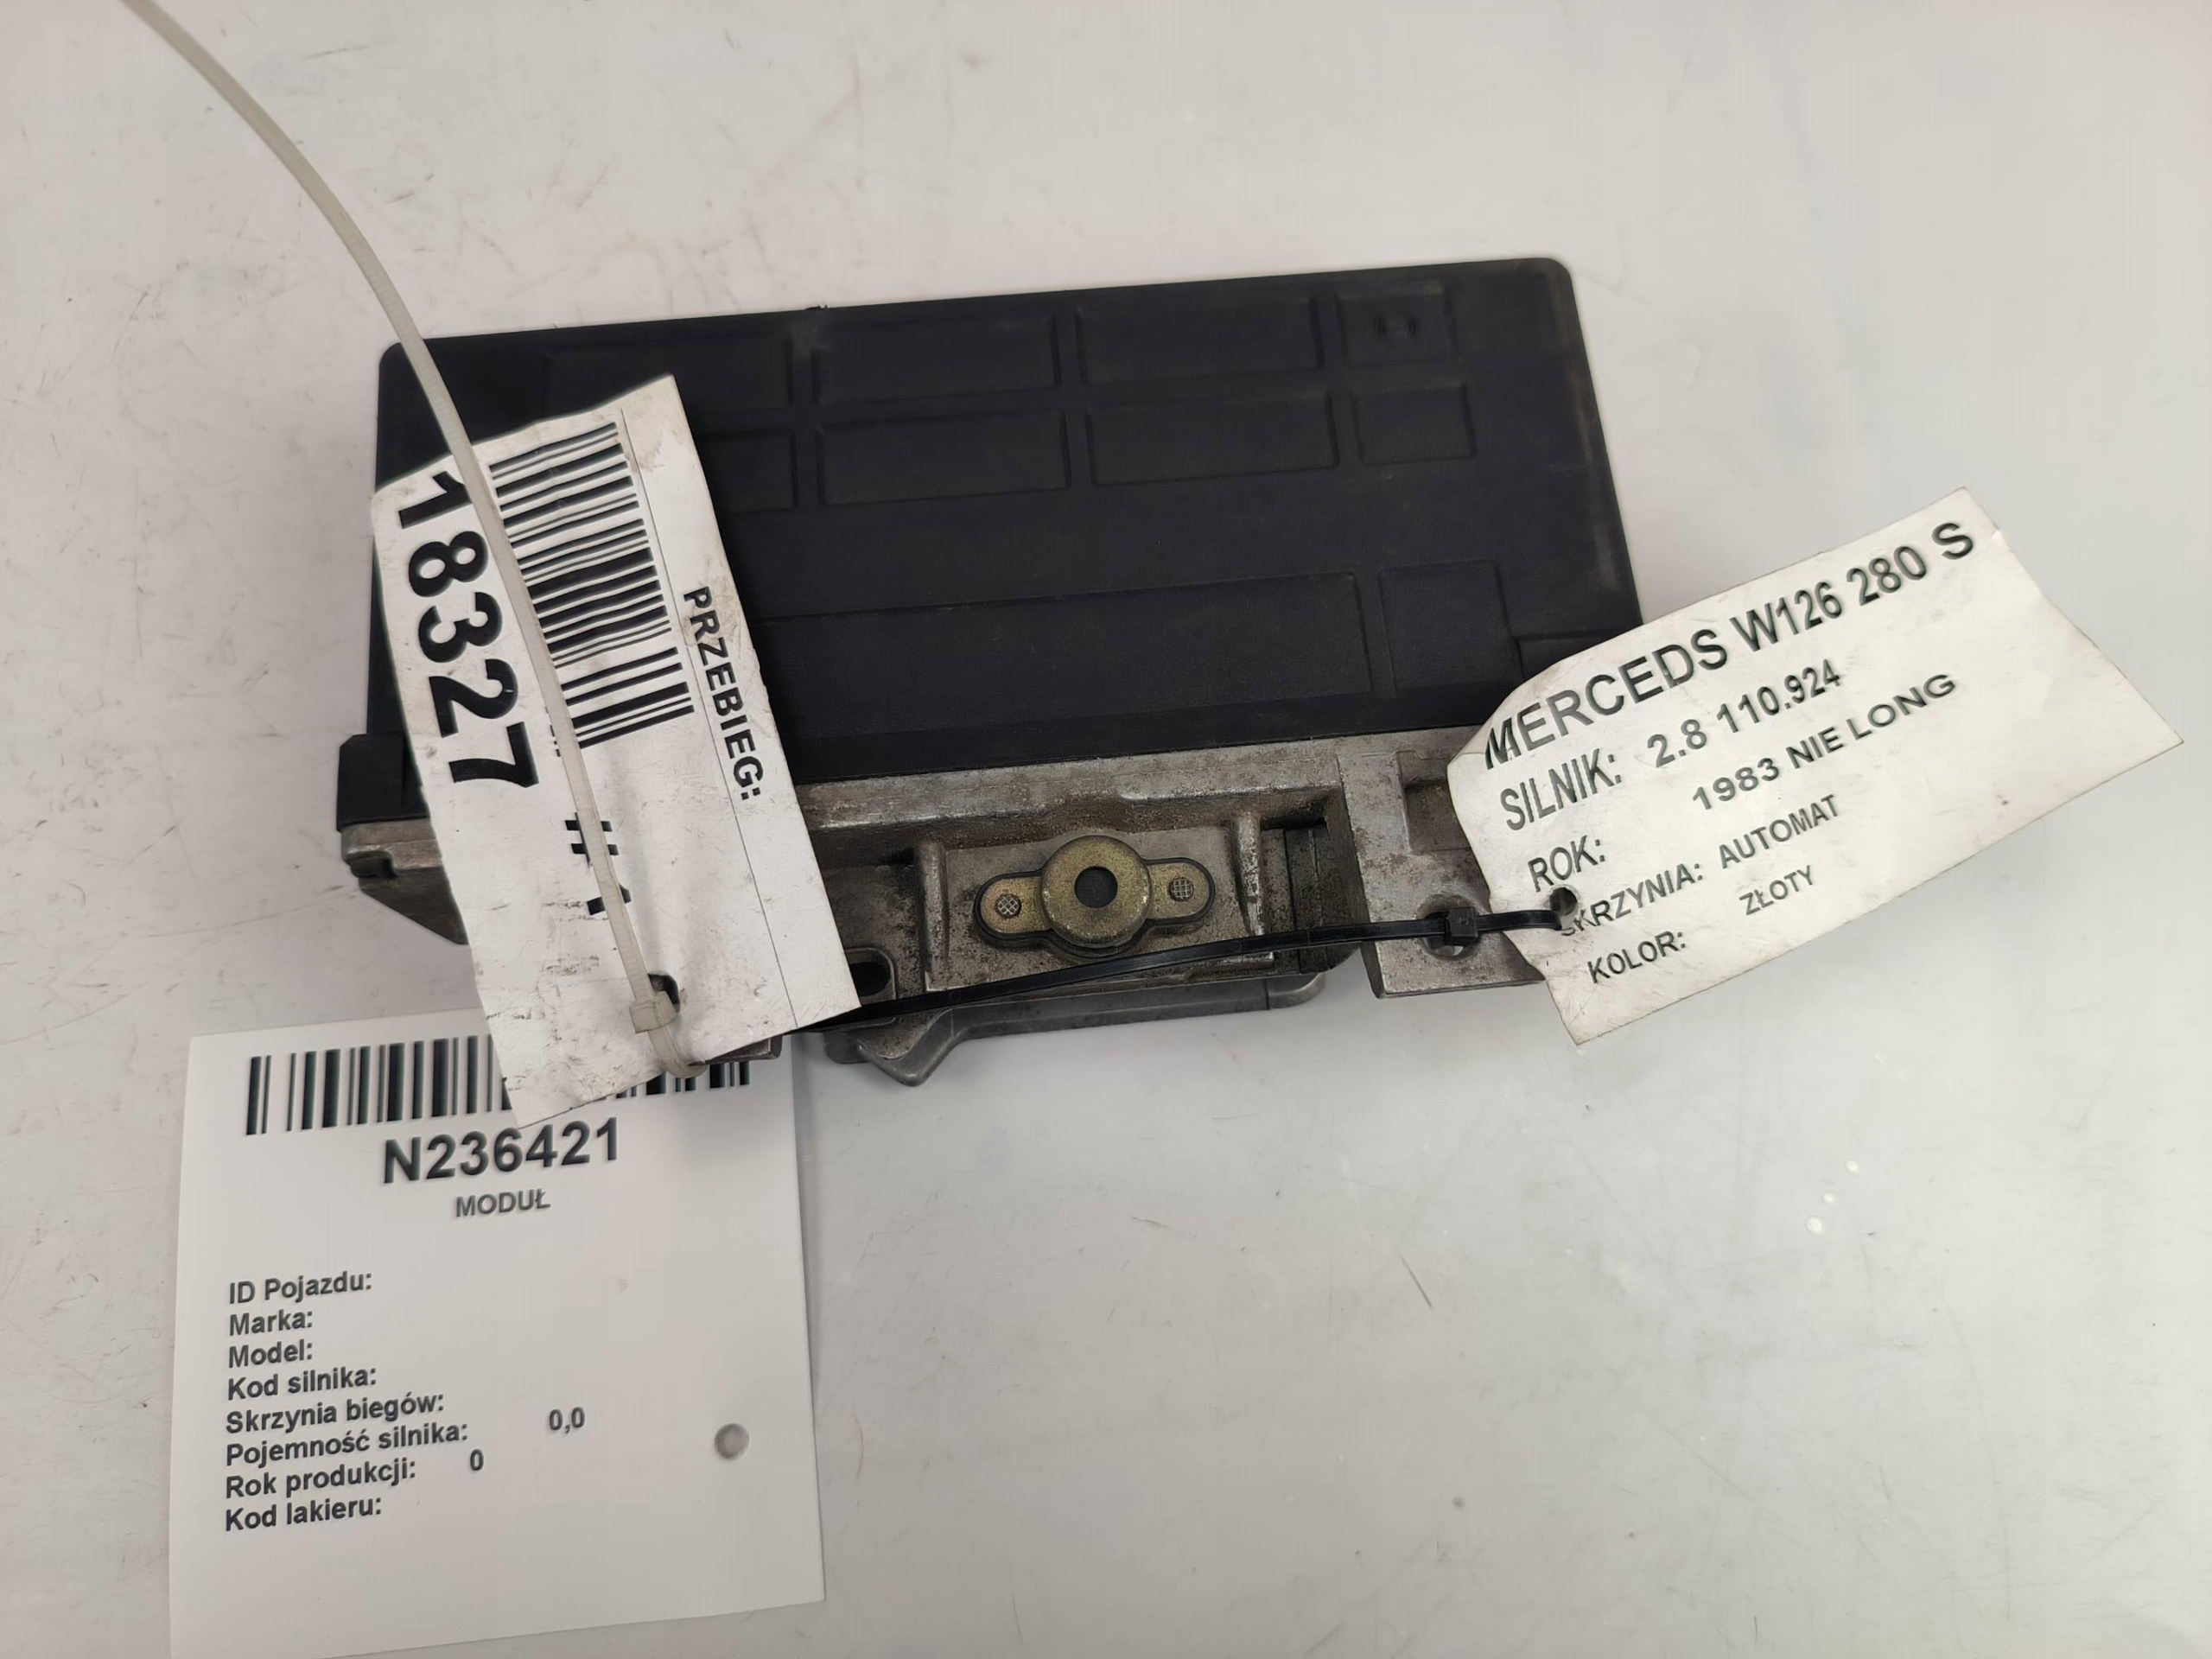 18327
PRZEBIEG:
MERCEDS W126 280 S
SILNIK: 2.8 110.924
ROK: 1983 NIE LONG
SKRZYNIA: AUTOMAT
KOLOR: ZŁOTY
N236421
MODUŁ
ID Pojazdu:
Marka:
Model:
Kod silnika:
Skrzynia biegów:
Pojemność silnika: 0,0
Rok produkcji: 0
Kod lakieru: